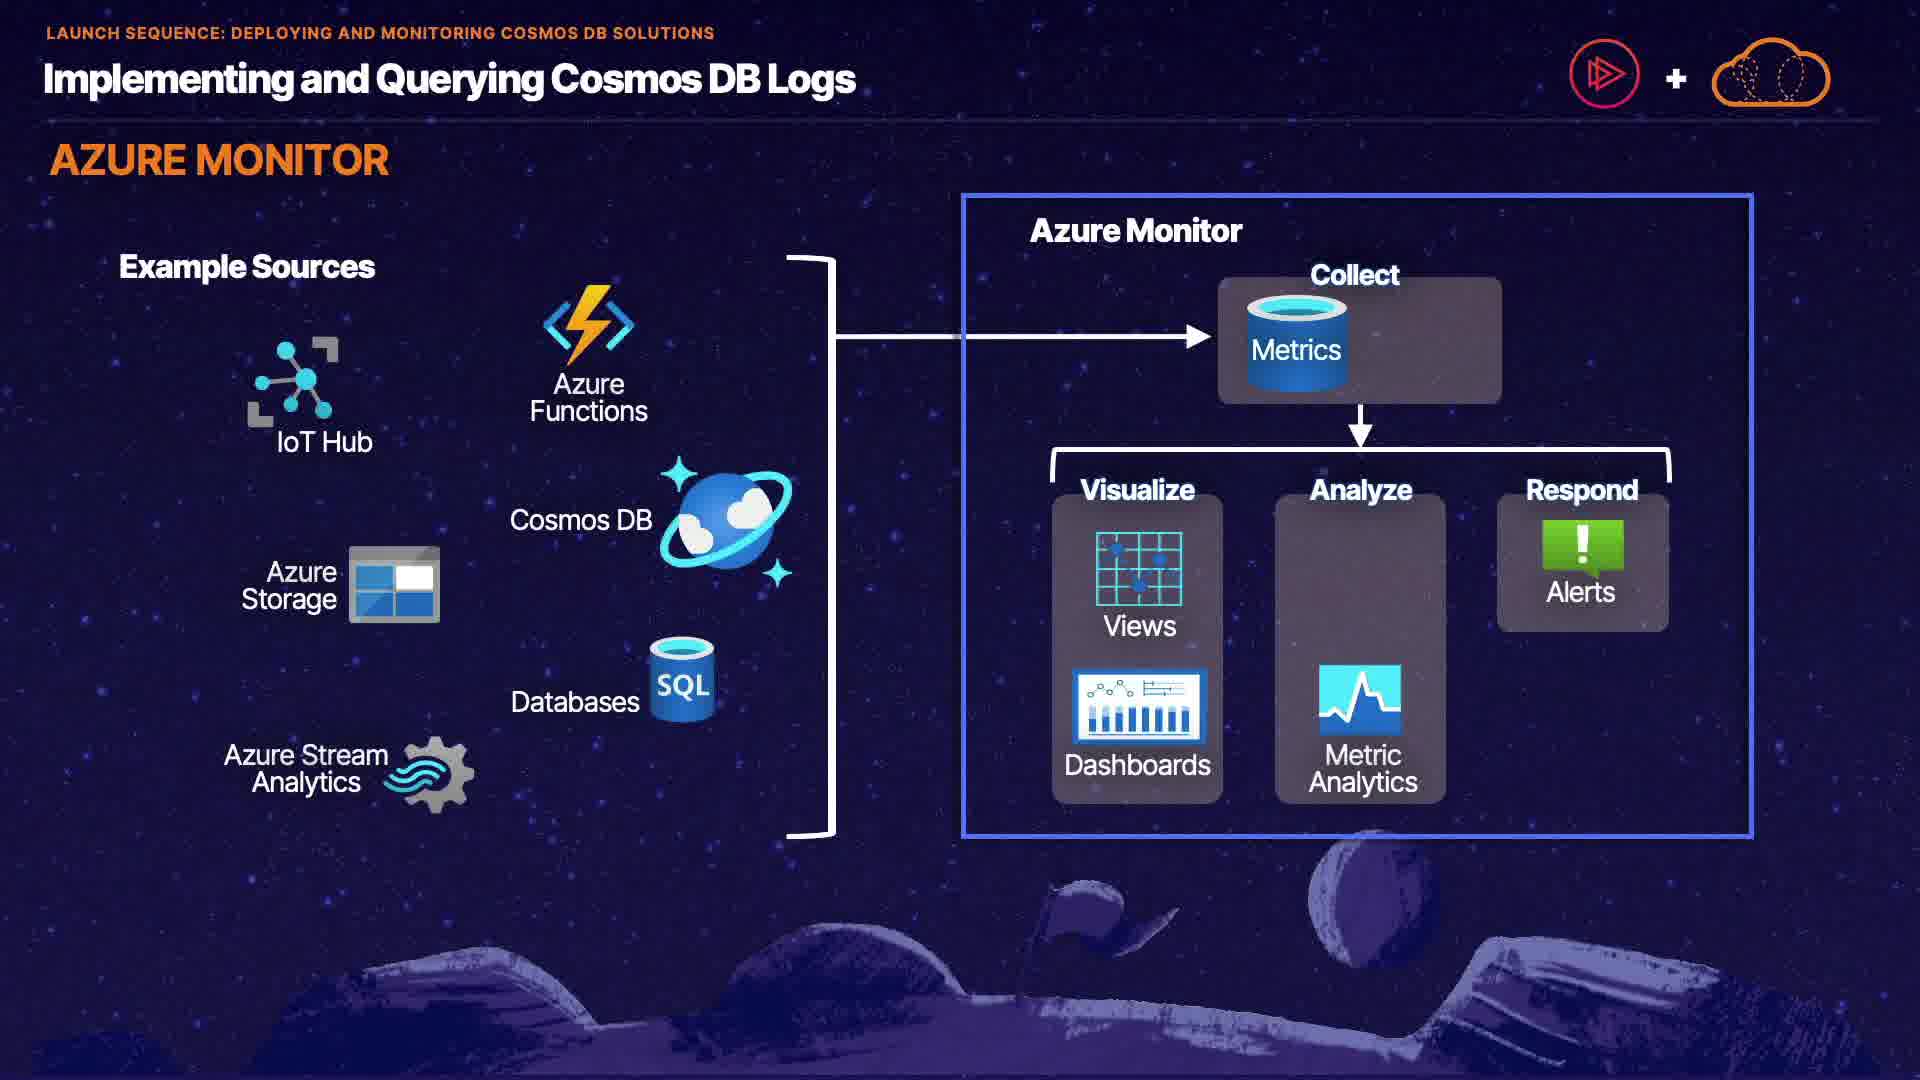 LAUNCH SEQUENCE: DEPLOYING AND MONITORING COSMOS DB SOLUTIONS
Implementing and Querying Cosmos DB Logs
AZURE MONITOR
Example Sources
IoT Hub
Azure
Functions
Cosmos DB
Azure
Storage
Databases
SQL
Azure Stream
Analytics
Azure Monitor
Collect
Metrics
Visualize
Views
Dashboards
Analyze
Metric
Analytics
Respond
Alerts